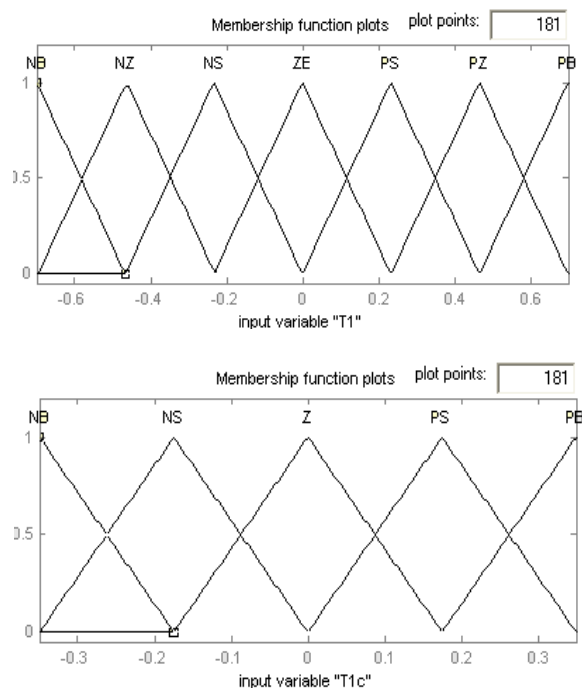 Membership function plots plot points: 181
NB NZ NS ZE PS PZ PB
1
0.5
0
-0.6 -0.4 -0.2 0 0.2 0.4 0.6
input variable "T1"
Membership function plots plot points: 181
NB NS Z PS PB
1
0.5
0
-0.3 -0.2 -0.1 0 0.1 0.2 0.3
input variable "T1c"